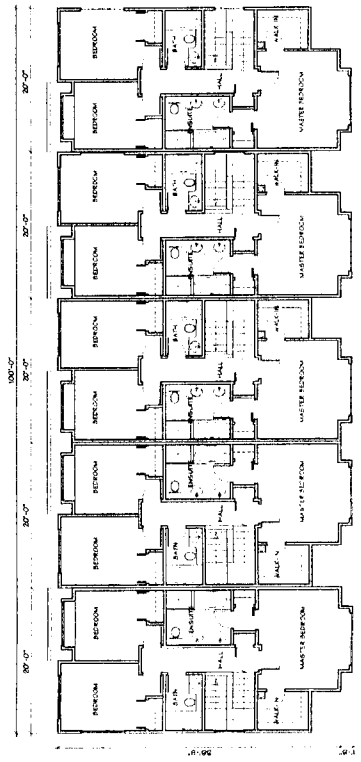 100'-0"
20'-0" 20'-0" 20'-0" 20'-0" 20'-0"
BEDROOM BEDROOM BEDROOM BEDROOM BEDROOM BEDROOM BEDROOM BEDROOM BEDROOM BEDROOM
BATH ENSUITE BATH ENSUITE ENSUITE BATH ENSUITE BATH ENSUITE BATH
HALL HALL HALL HALL HALL
WALK-IN MASTER BEDROOM WALK-IN MASTER BEDROOM MASTER BEDROOM WALK-IN MASTER BEDROOM WALK-IN MASTER BEDROOM WALK-IN